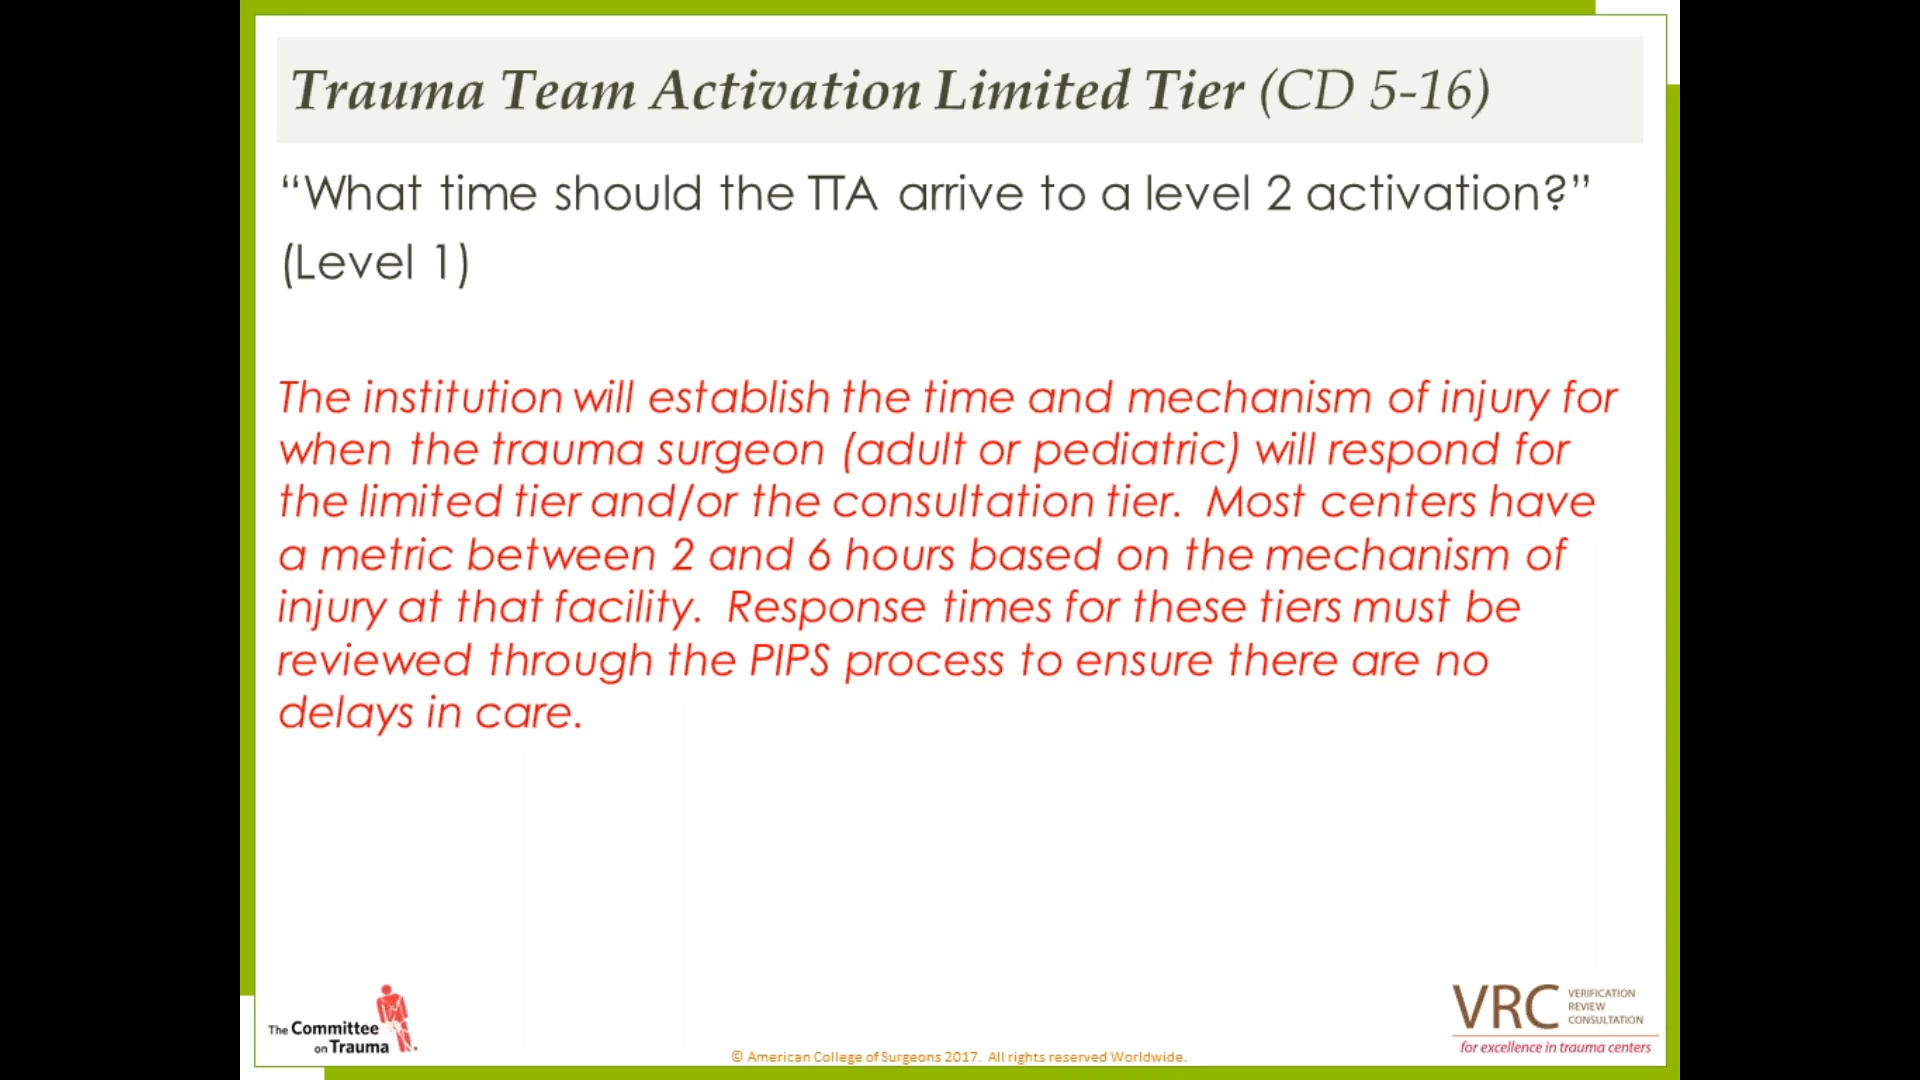 Trauma Team Activation Limited Tier (CD 5-16)
“What time should the TTA arrive to a level 2 activation?”
(Level 1)
The institution will establish the time and mechanism of injury for
when the trauma surgeon (adult or pediatric) will respond for
the limited tier and/or the consultation tier. Most centers have
a metric between 2 and 6 hours based on the mechanism of
injury at that facility. Response times for these tiers must be
reviewed through the PIPS process to ensure there are no
delays in care.
The Committee
on Trauma
© American College of Surgeons 2017. All rights reserved Worldwide.
VRC
VERIFICATION
REVIEW
CONSULTATION
for excellence in trauma centers